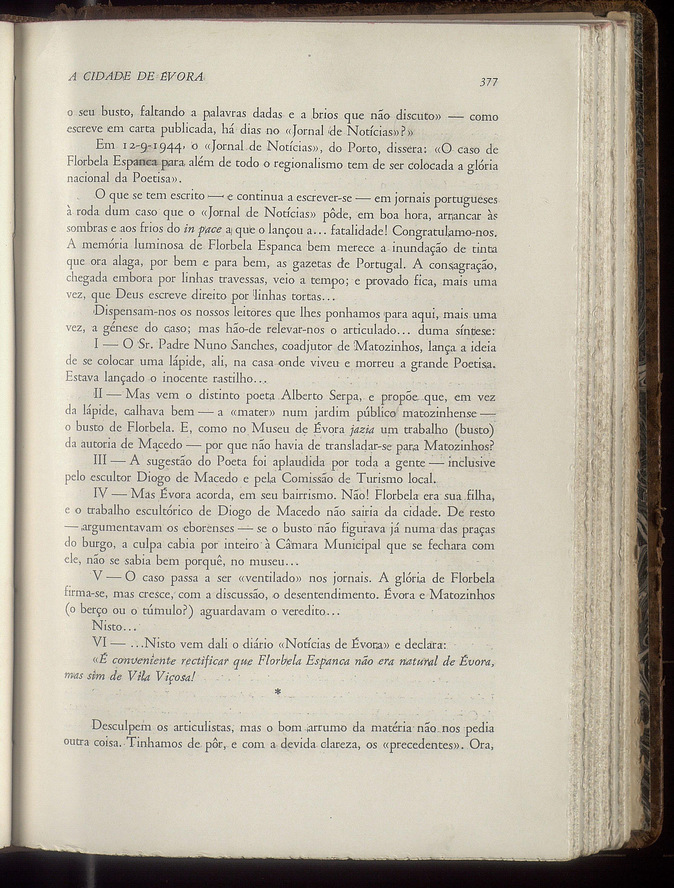 A CIDADE DE ÉVORA
377
o seu busto, faltando a palavras dadas e a brios que não discuto» — como
escreve em carta publicada, há dias no «Jornal de Notícias»?»
Em 12-9-1944, o «Jornal de Notícias», do Porto, dissera: «O caso de
Florbela Espanca para além de todo o regionalismo tem de ser colocada a glória
nacional da Poetisa».
O que se tem escrito — e continua a escrever-se — em jornais portugueses
à roda dum caso que o «Jornal de Notícias» pôde, em boa hora, arrancar às
sombras e aos frios do in pace a que o lançou a... fatalidade! Congratulamo-nos.
A memória luminosa de Florbela Espanca bem merece a inundação de tinta
que ora alaga, por bem e para bem, as gazetas de Portugal. A consagração,
chegada embora por linhas travessas, veio a tempo; e provado fica, mais uma
vez, que Deus escreve direito por linhas tortas...
Dispensam-nos os nossos leitores que lhes ponhamos para aqui, mais uma
vez, a génese do caso; mas hão-de relevar-nos o articulado... duma síntese:
I — O Sr. Padre Nuno Sanches, coadjutor de Matozinhos, lança a ideia
de se colocar uma lápide, ali, na casa onde viveu e morreu a grande Poetisa.
Estava lançado o inocente rastilho...
II — Mas vem o distinto poeta Alberto Serpa, e propõe que, em vez
da lápide, calhava bem — a «mater» num jardim público matozinhense —
o busto de Florbela. E, como no Museu de Évora jazia um trabalho (busto)
da autoria de Macedo — por que não havia de transladar-se para Matozinhos?
III — A sugestão do Poeta foi aplaudida por toda a gente — inclusive
pelo escultor Diogo de Macedo e pela Comissão de Turismo local.
IV — Mas Évora acorda, em seu bairrismo. Não! Florbela era sua filha,
e o trabalho escultórico de Diogo de Macedo não sairia da cidade. De resto
— argumentavam os eborenses — se o busto não figurava já numa das praças
do burgo, a culpa cabia por inteiro à Câmara Municipal que se fechara com
ele, não se sabia bem porquê, no museu...
V — O caso passa a ser «ventilado» nos jornais. A glória de Florbela
firma-se, mas cresce, com a discussão, o desentendimento. Évora e Matozinhos
(o berço ou o túmulo?) aguardavam o veredito...
Nisto...
VI — ...Nisto vem dali o diário «Notícias de Évora» e declara:
«É conveniente rectificar que Florbela Espanca não era natural de Évora,
mas sim de Vila Viçosa!
*
Desculpem os articulistas, mas o bom arrumo da matéria não nos pedia
outra coisa. Tinhamos de pôr, e com a devida clareza, os «precedentes». Ora,